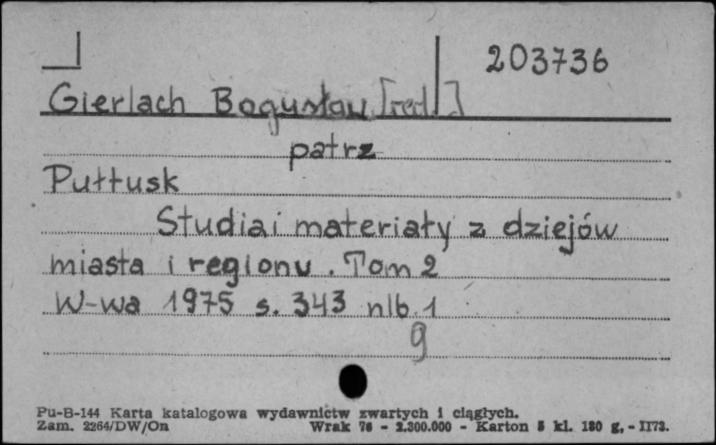 203736
Gierlach Bogusław [red.]
patrz
Pułtusk
Studia i materiały z dziejów
miasta i regionu. Tom 2
W-wa 1975 s. 343 nlb. 1
9
Pu-B-144 Karta katalogowa wydawnictw zwartych i ciągłych.
Zam. 2264/DW/On Wrak 76 - 2.300.000 - Karton 5 kl. 180 g, - II73.